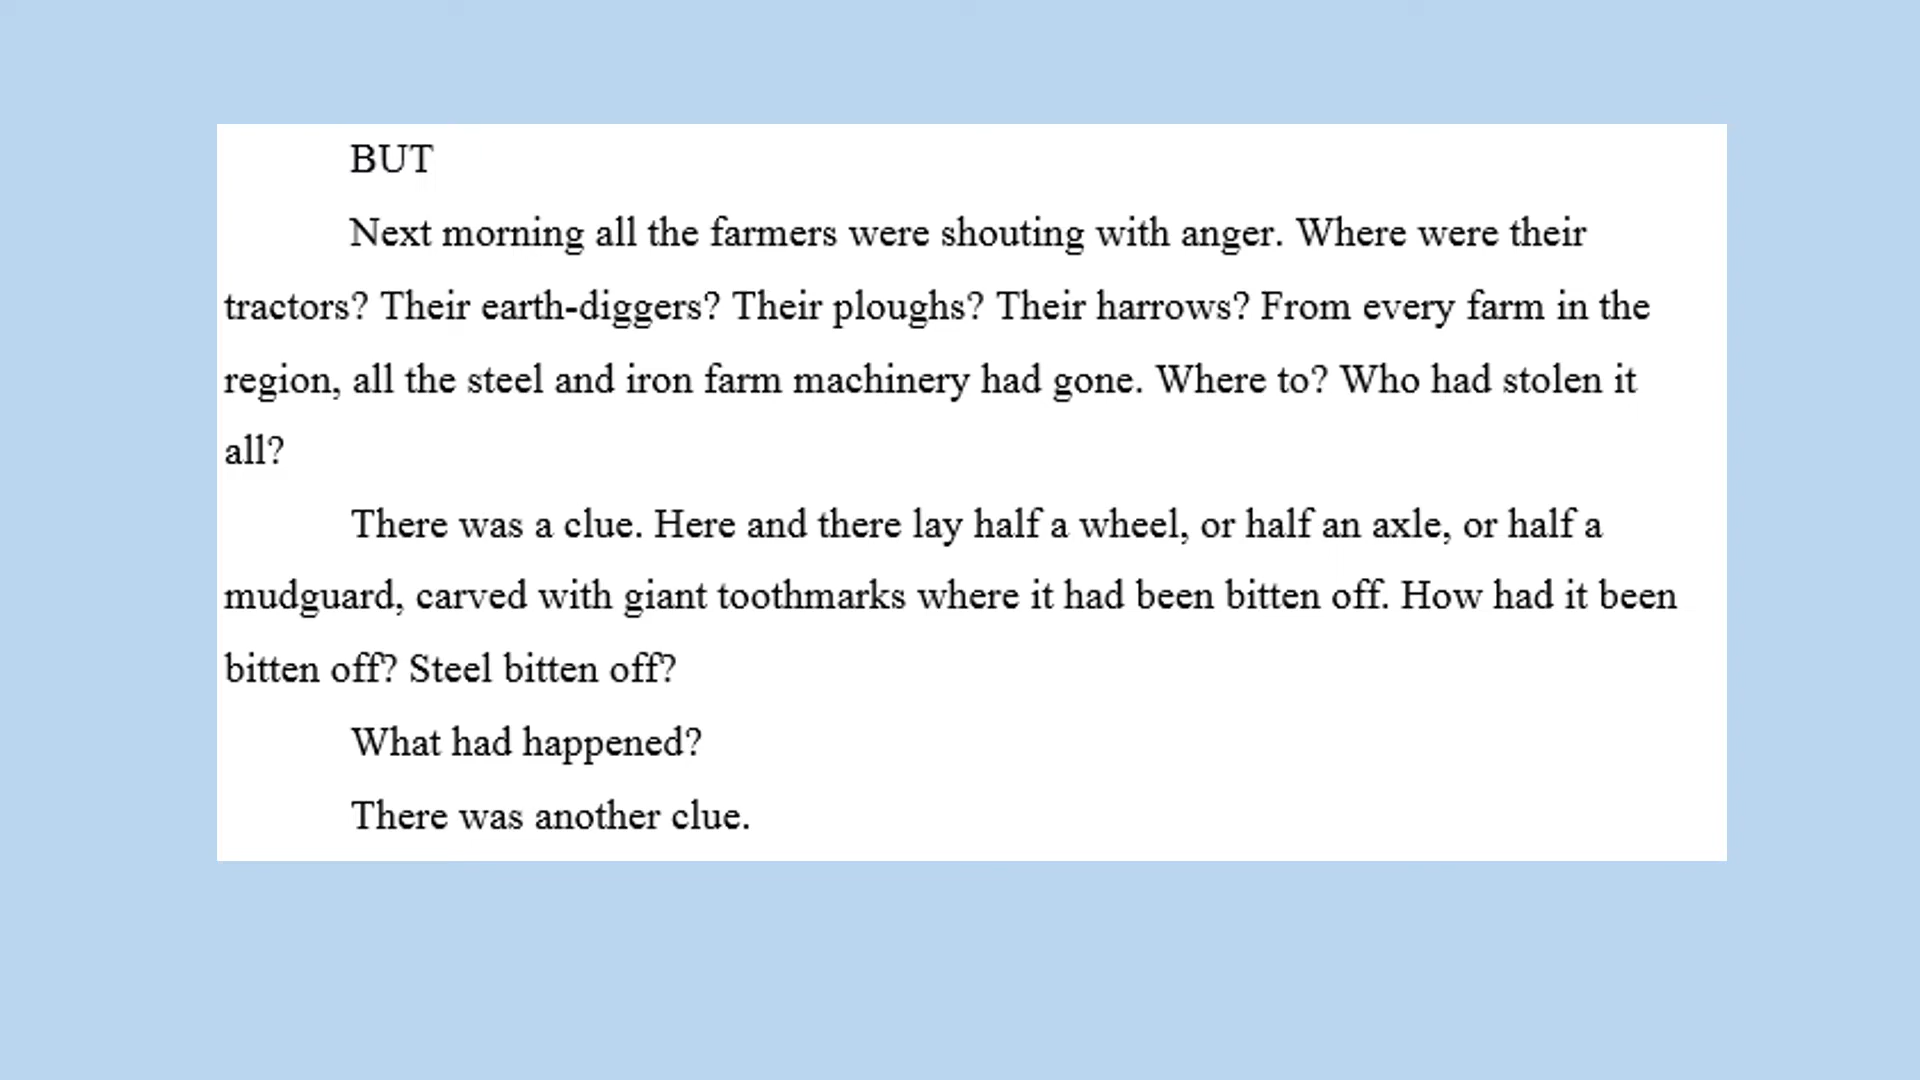 BUT
Next morning all the farmers were shouting with anger. Where were their
tractors? Their earth-diggers? Their ploughs? Their harrows? From every farm in the
region, all the steel and iron farm machinery had gone. Where to? Who had stolen it
all?
There was a clue. Here and there lay half a wheel, or half an axle, or half a
mudguard, carved with giant toothmarks where it had been bitten off. How had it been
bitten off? Steel bitten off?
What had happened?
There was another clue.